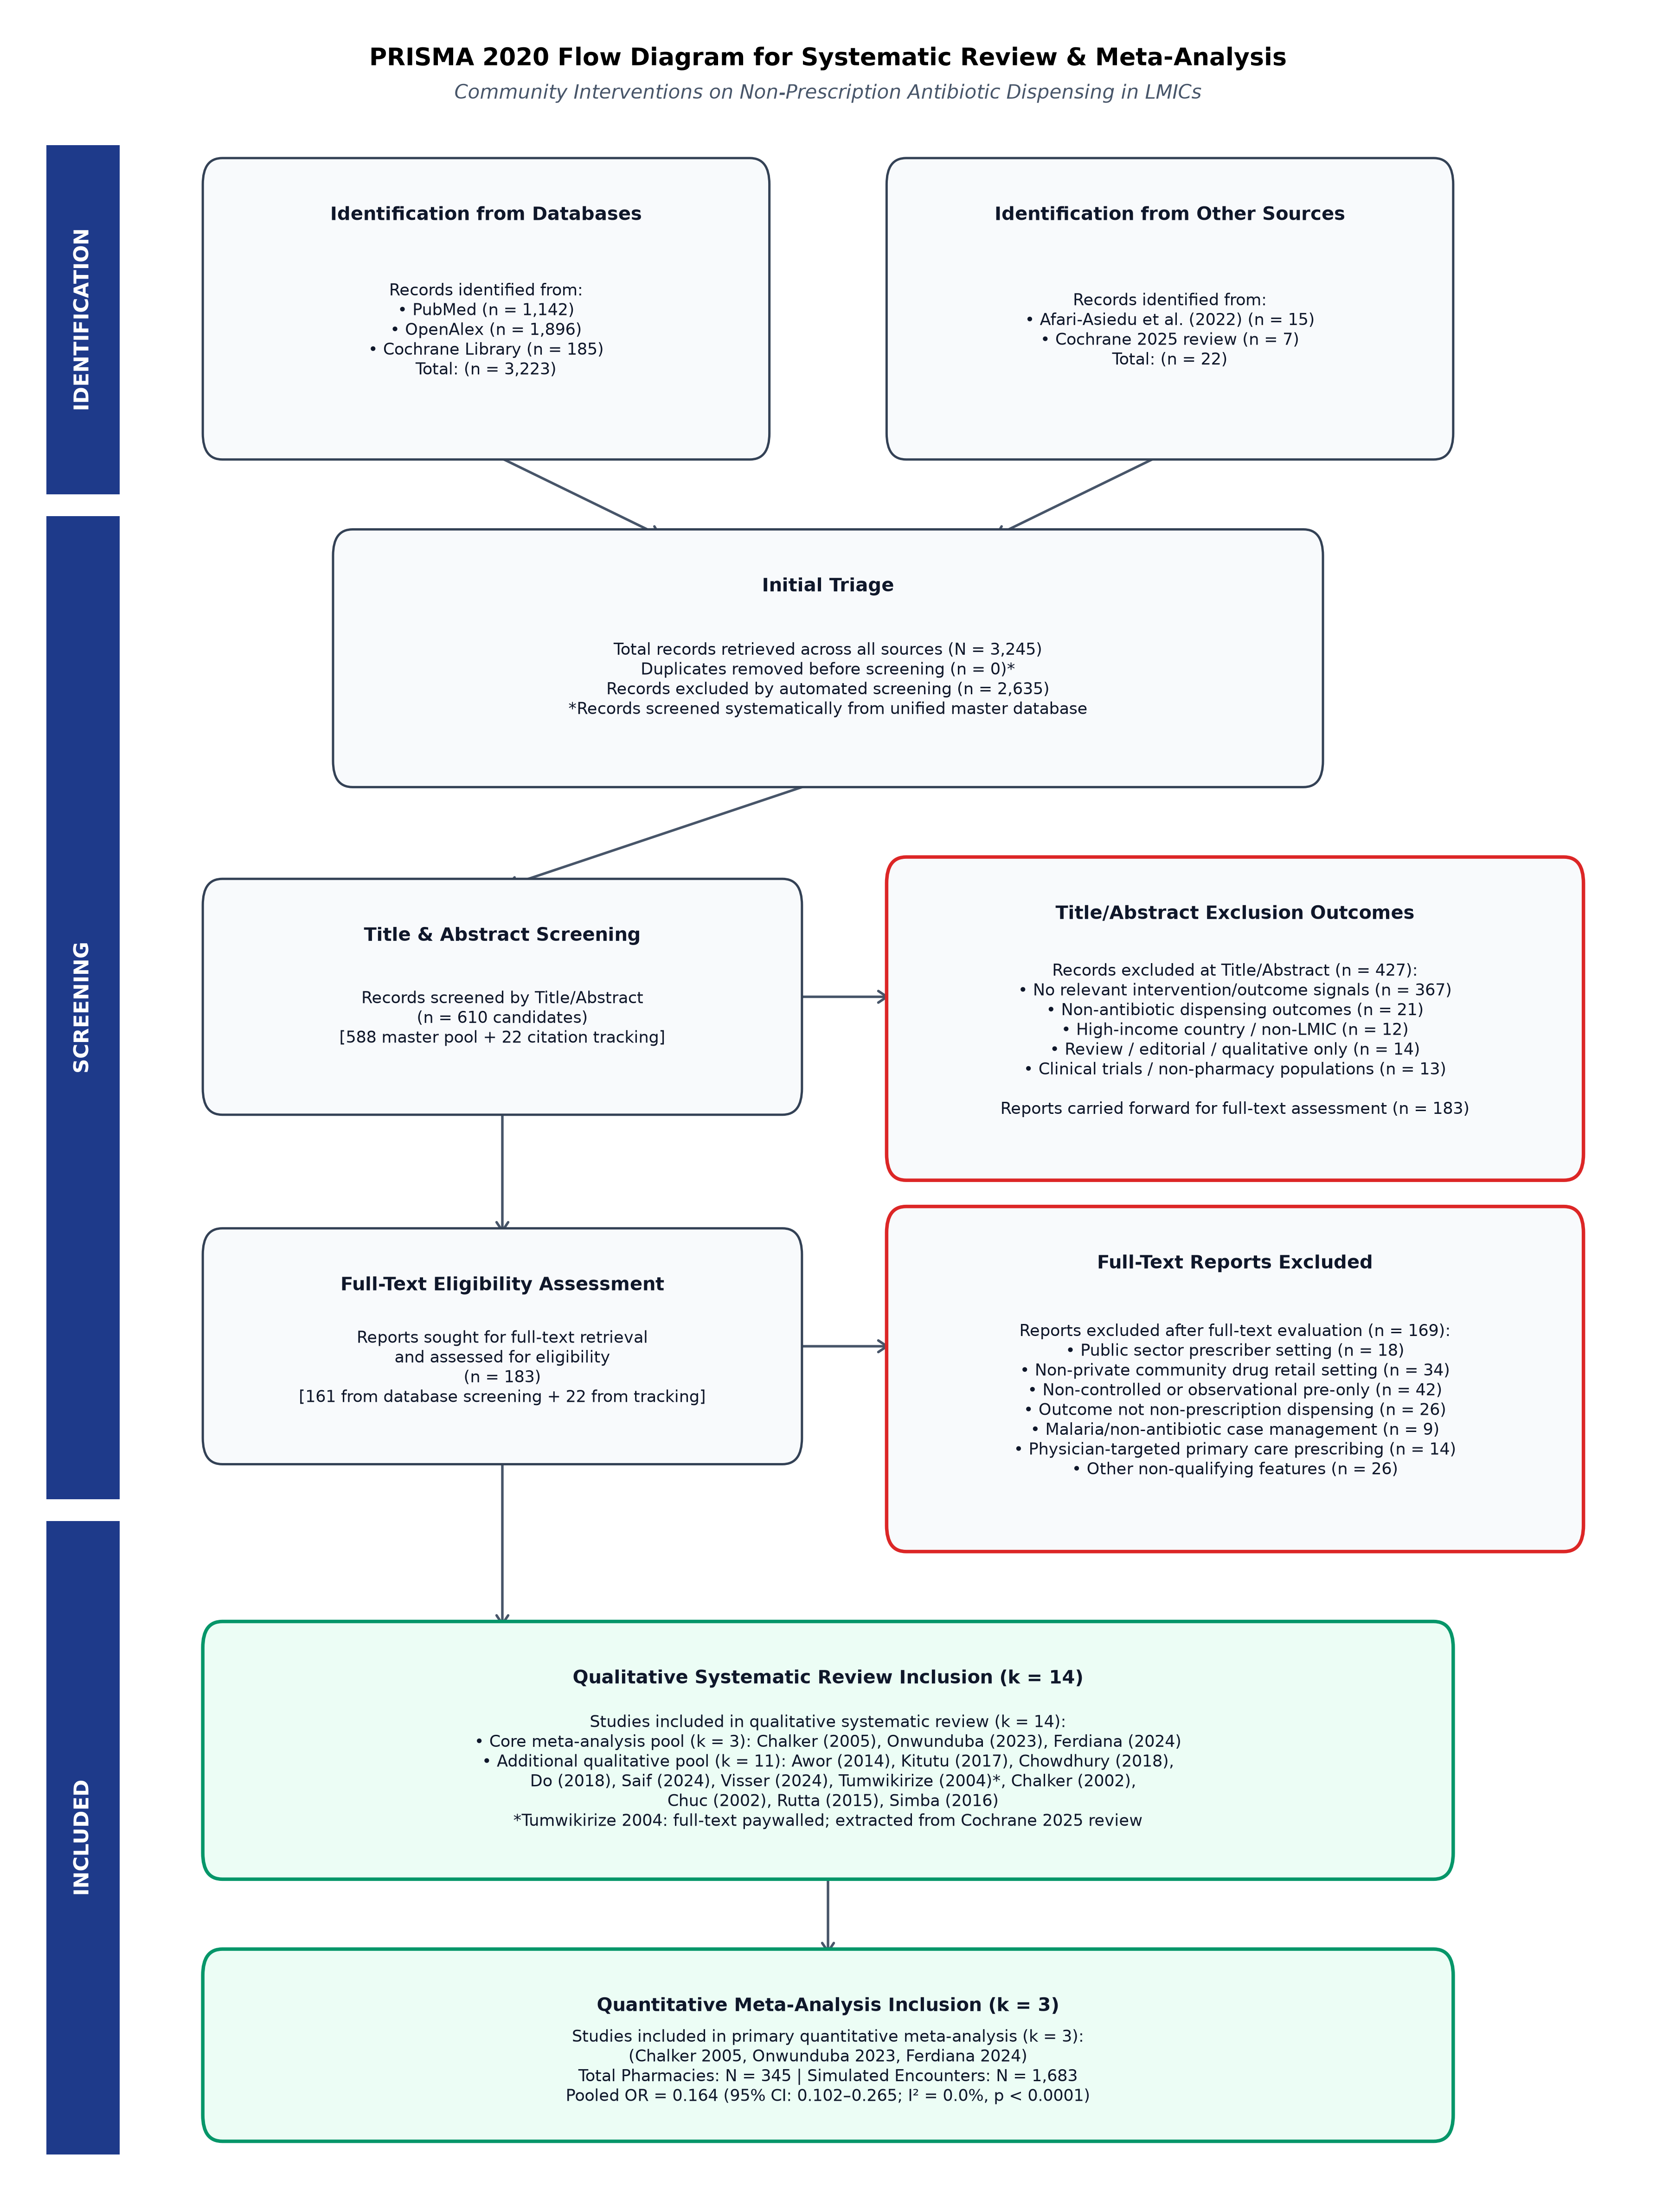 PRISMA 2020 Flow Diagram for Systematic Review & Meta-Analysis
Community Interventions on Non-Prescription Antibiotic Dispensing in LMICs
IDENTIFICATION
Identification from Databases
Records identified from:
• PubMed (n = 1,142)
• OpenAlex (n = 1,896)
• Cochrane Library (n = 185)
Total: (n = 3,223)
Identification from Other Sources
Records identified from:
• Afari-Asiedu et al. (2022) (n = 15)
• Cochrane 2025 review (n = 7)
Total: (n = 22)
SCREENING
Initial Triage
Total records retrieved across all sources (N = 3,245)
Duplicates removed before screening (n = 0)*
Records excluded by automated screening (n = 2,635)
*Records screened systematically from unified master database
Title & Abstract Screening
Records screened by Title/Abstract
(n = 610 candidates)
[588 master pool + 22 citation tracking]
Title/Abstract Exclusion Outcomes
Records excluded at Title/Abstract (n = 427):
• No relevant intervention/outcome signals (n = 367)
• Non-antibiotic dispensing outcomes (n = 21)
• High-income country / non-LMIC (n = 12)
• Review / editorial / qualitative only (n = 14)
• Clinical trials / non-pharmacy populations (n = 13)
Reports carried forward for full-text assessment (n = 183)
Full-Text Eligibility Assessment
Reports sought for full-text retrieval
and assessed for eligibility
(n = 183)
[161 from database screening + 22 from tracking]
Full-Text Reports Excluded
Reports excluded after full-text evaluation (n = 169):
• Public sector prescriber setting (n = 18)
• Non-private community drug retail setting (n = 34)
• Non-controlled or observational pre-only (n = 42)
• Outcome not non-prescription dispensing (n = 26)
• Malaria/non-antibiotic case management (n = 9)
• Physician-targeted primary care prescribing (n = 14)
• Other non-qualifying features (n = 26)
INCLUDED
Qualitative Systematic Review Inclusion (k = 14)
Studies included in qualitative systematic review (k = 14):
• Core meta-analysis pool (k = 3): Chalker (2005), Onwunduba (2023), Ferdiana (2024)
• Additional qualitative pool (k = 11): Awor (2014), Kitutu (2017), Chowdhury (2018),
Do (2018), Saif (2024), Visser (2024), Tumwikirize (2004)*, Chalker (2002),
Chuc (2002), Rutta (2015), Simba (2016)
*Tumwikirize 2004: full-text paywalled; extracted from Cochrane 2025 review
Quantitative Meta-Analysis Inclusion (k = 3)
Studies included in primary quantitative meta-analysis (k = 3):
(Chalker 2005, Onwunduba 2023, Ferdiana 2024)
Total Pharmacies: N = 345 | Simulated Encounters: N = 1,683
Pooled OR = 0.164 (95% CI: 0.102–0.265; I² = 0.0%, p < 0.0001)